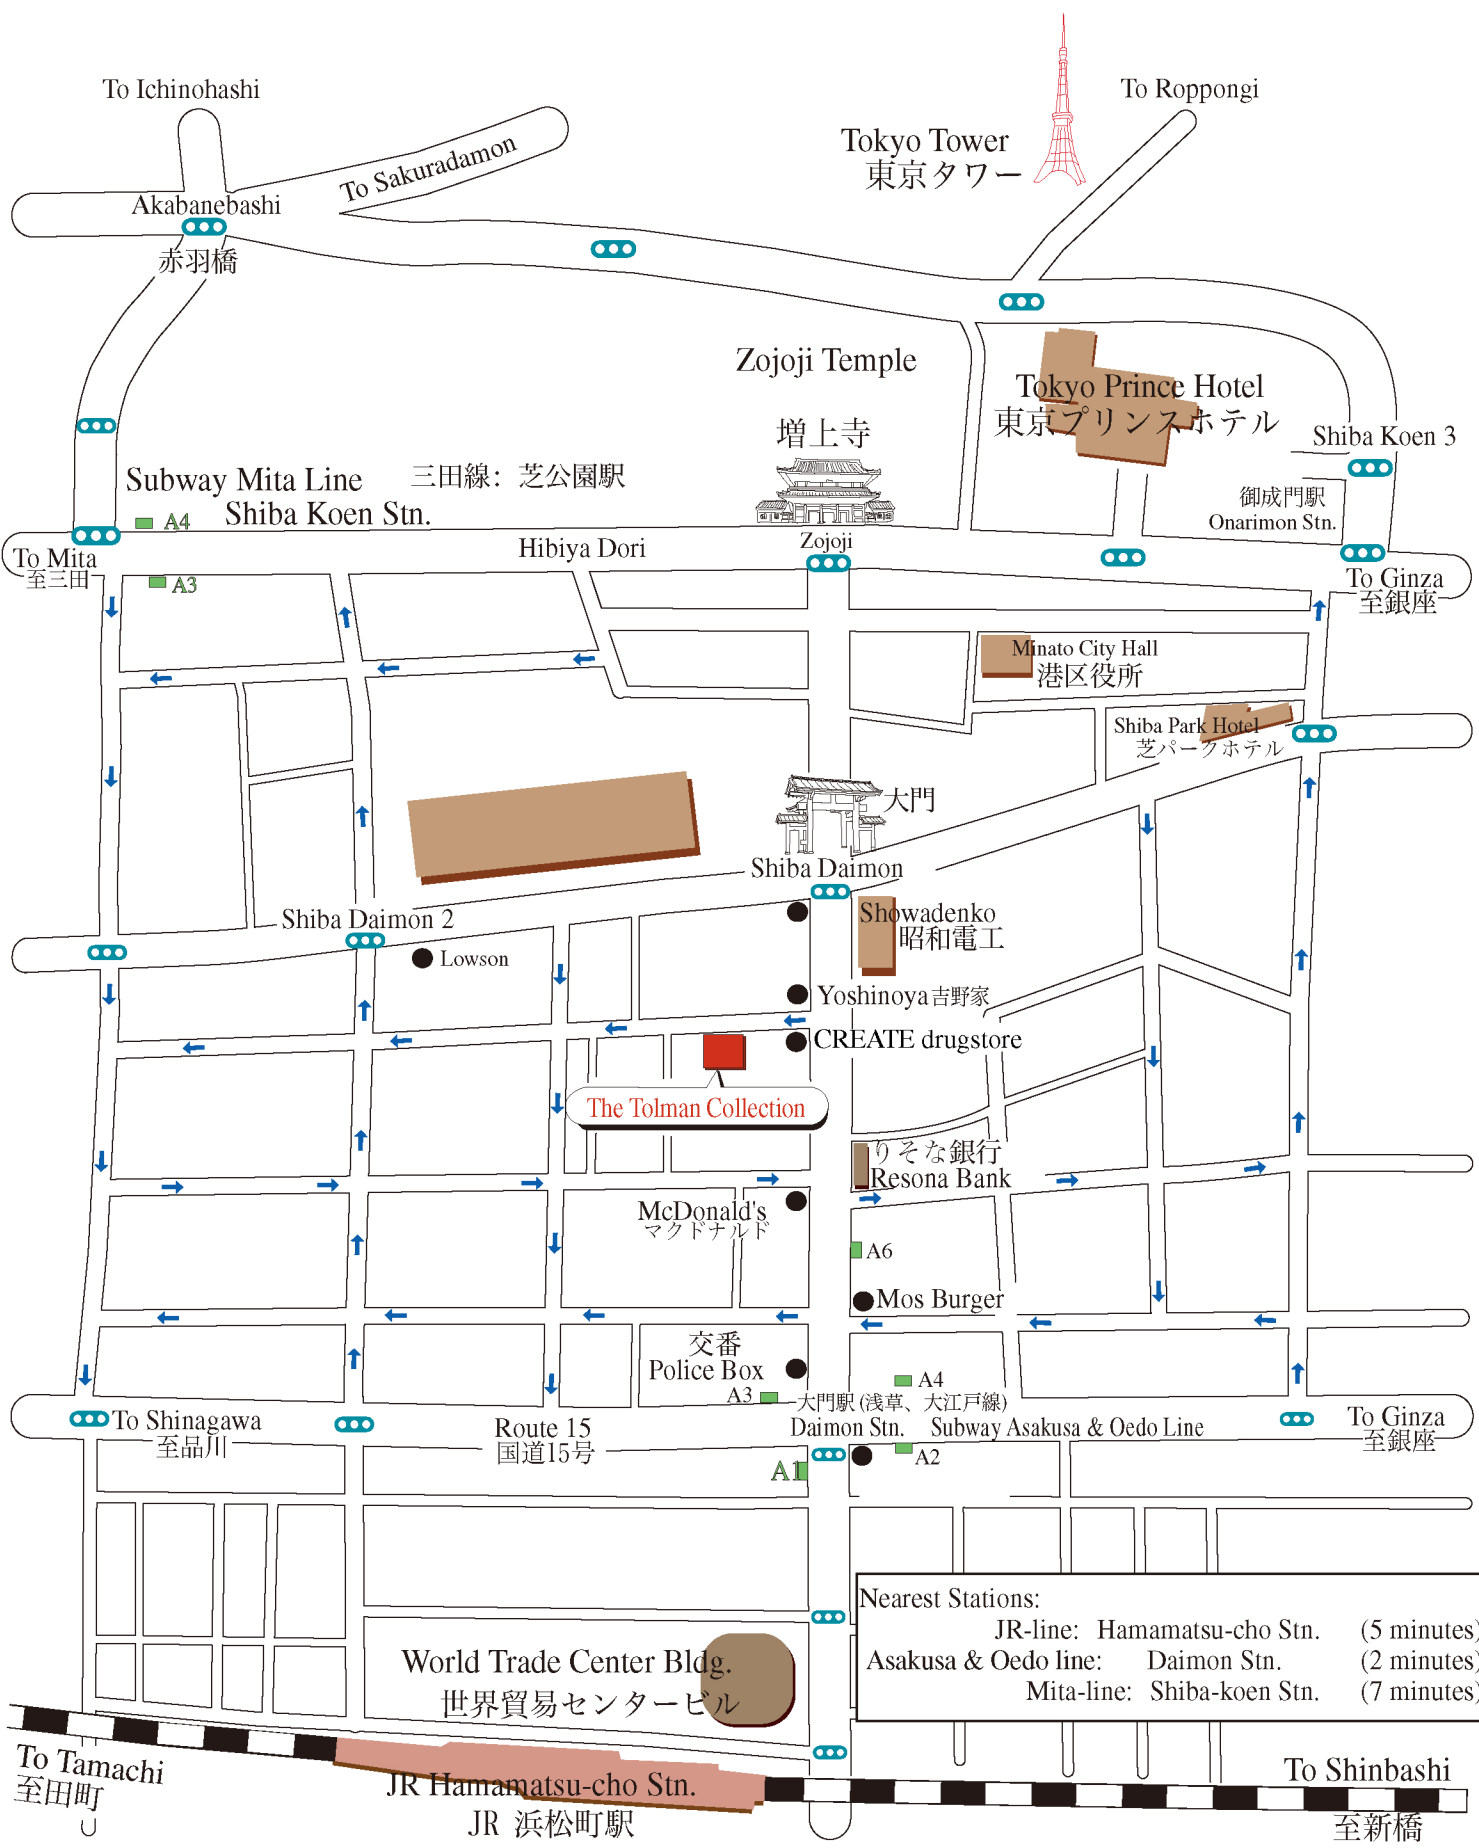 To Ichinohashi
To Roppongi
Tokyo Tower
東京タワー
To Sakuradamon
Akabanebashi
赤羽橋
Zojoji Temple
増上寺
Tokyo Prince Hotel
東京プリンスホテル
Shiba Koen 3
Subway Mita Line
三田線: 芝公園駅
Shiba Koen Stn.
A4
御成門駅
Onarimon Stn.
To Mita
至三田
A3
Hibiya Dori
Zojoji
To Ginza
至銀座
Minato City Hall
港区役所
Shiba Park Hotel
芝パークホテル
大門
Shiba Daimon
Shiba Daimon 2
Lowson
Showadenko
昭和電工
Yoshinoya吉野家
CREATE drugstore
The Tolman Collection
りそな銀行
Resona Bank
McDonald's
マクドナルド
A6
Mos Burger
交番
Police Box
A3
A4
大門駅 (浅草、大江戸線)
Daimon Stn. Subway Asakusa & Oedo Line
To Shinagawa
至品川
Route 15
国道15号
To Ginza
至銀座
A1
A2
Nearest Stations:
JR-line: Hamamatsu-cho Stn. (5 minutes)
Asakusa & Oedo line: Daimon Stn. (2 minutes)
Mita-line: Shiba-koen Stn. (7 minutes)
World Trade Center Bldg.
世界貿易センタービル
To Tamachi
至田町
JR Hamamatsu-cho Stn.
JR 浜松町駅
To Shinbashi
至新橋